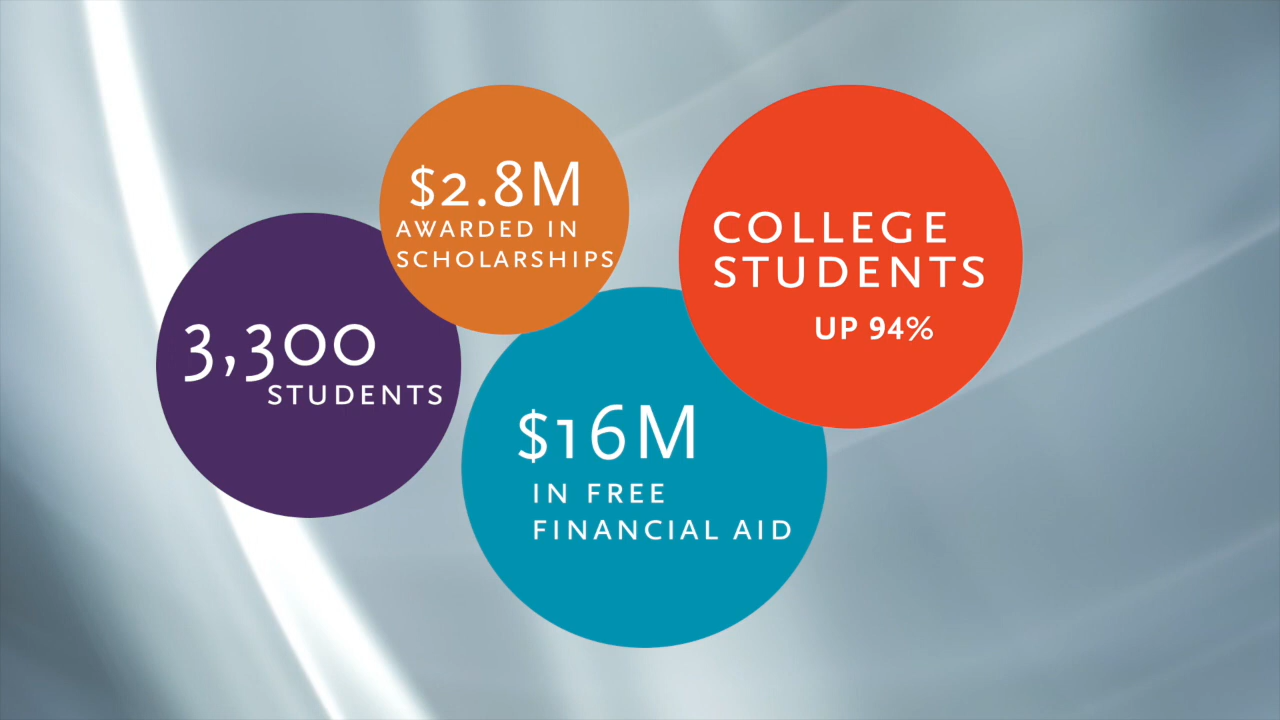 $2.8M
AWARDED IN
SCHOLARSHIPS
3,300
STUDENTS
$16M
IN FREE
FINANCIAL AID
COLLEGE
STUDENTS
UP 94%